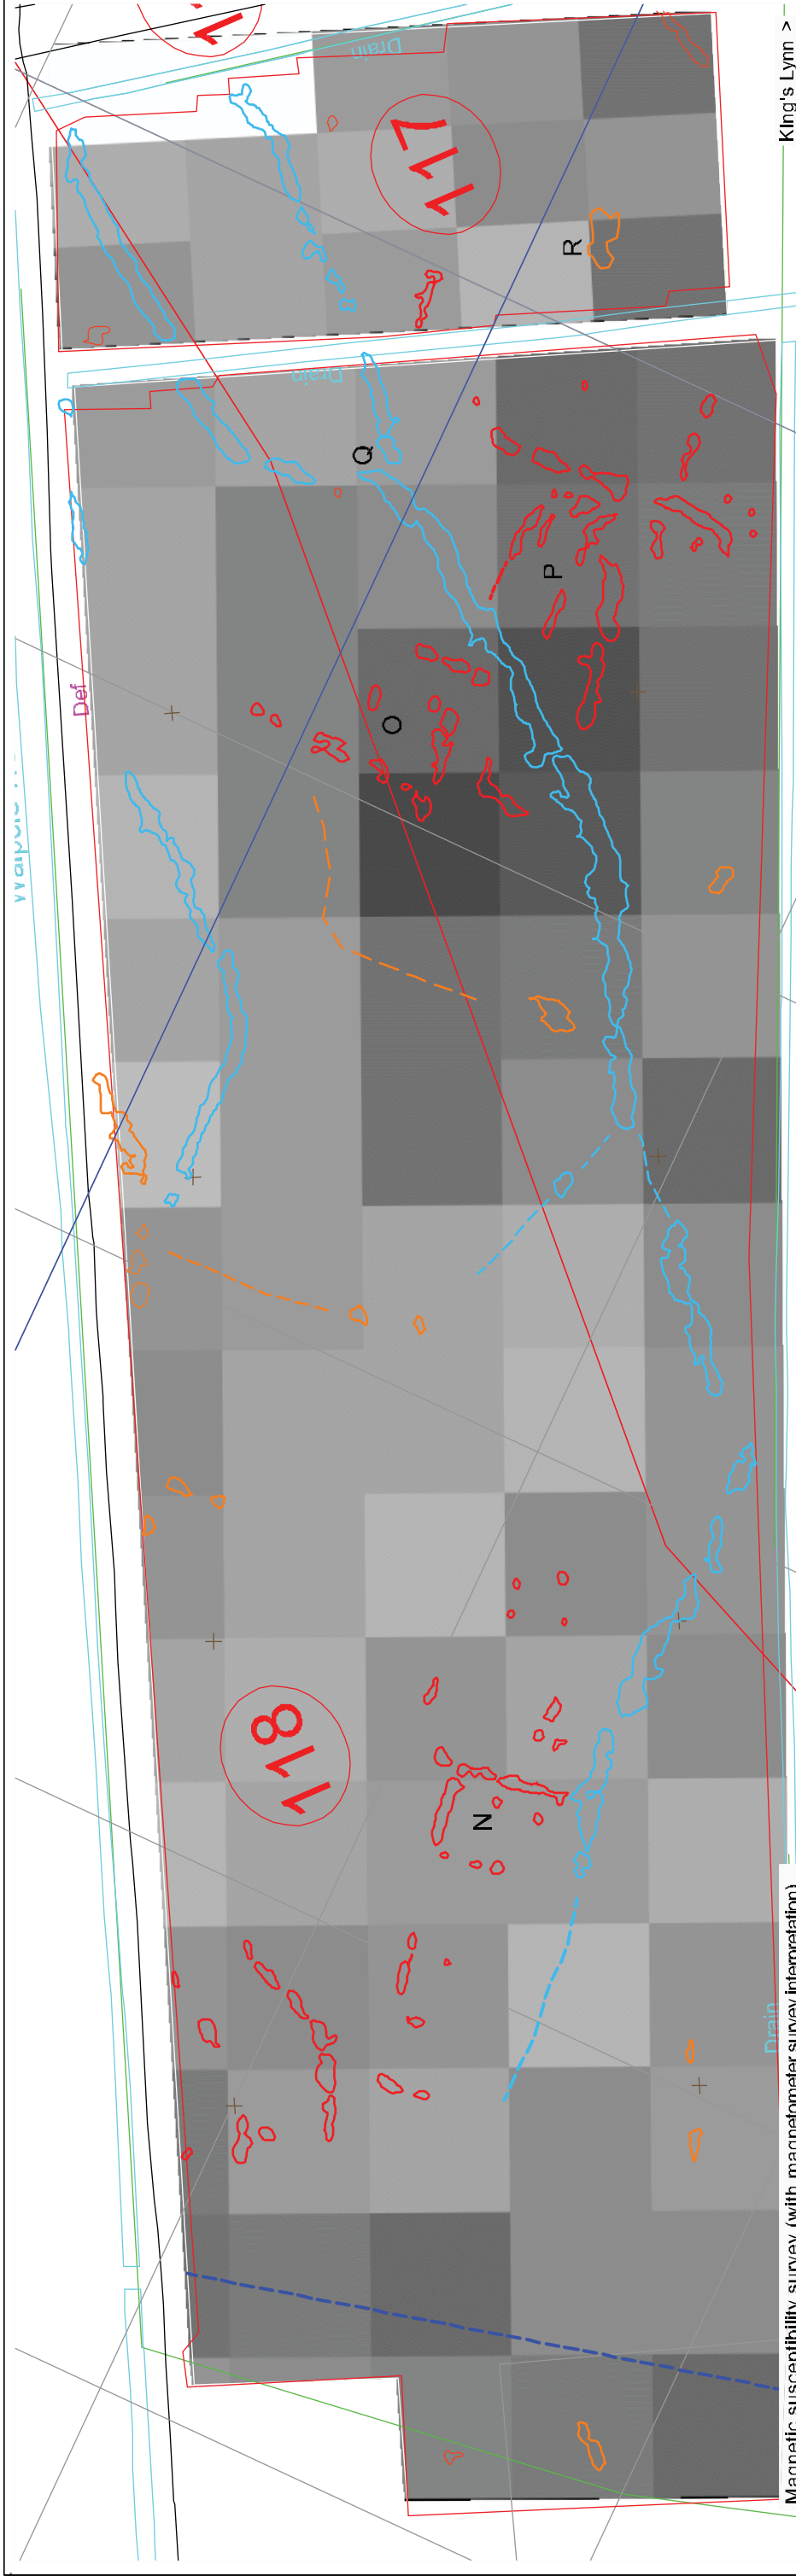 Drain
117
R
Drain
Q
P
O
Def
118
N
Drain
King's Lynn >
Magnetic susceptibility survey (with magnetometer survey interpretation)